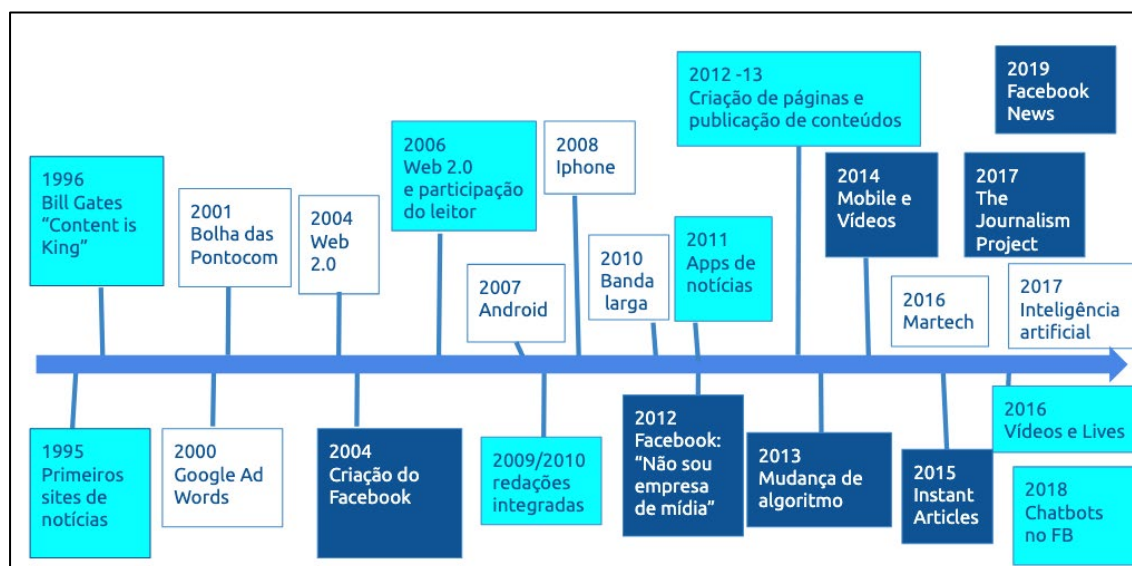 1996
Bill Gates
“Content is
King”
2001
Bolha das
Pontocom
2004
Web
2.0
2006
Web 2.0
e participação
do leitor
2007
Android
2008
Iphone
2010
Banda
larga
2011
Apps de
notícias
2012 -13
Criação de páginas e
publicação de conteúdos
2014
Mobile e
Vídeos
2016
Martech
2019
Facebook
News
2017
The
Journalism
Project
2017
Inteligência
artificial
1995
Primeiros
sites de
notícias
2000
Google Ad
Words
2004
Criação do
Facebook
2009/2010
redações
integradas
2012
Facebook:
“Não sou
empresa
de mídia”
2013
Mudança de
algoritmo
2015
Instant
Articles
2016
Vídeos e Lives
2018
Chatbots
no FB